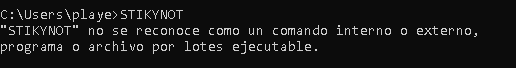 C:\Users\playe>STIKYNOT
"STIKYNOT" no se reconoce como un comando interno o externo,
programa o archivo por lotes ejecutable.